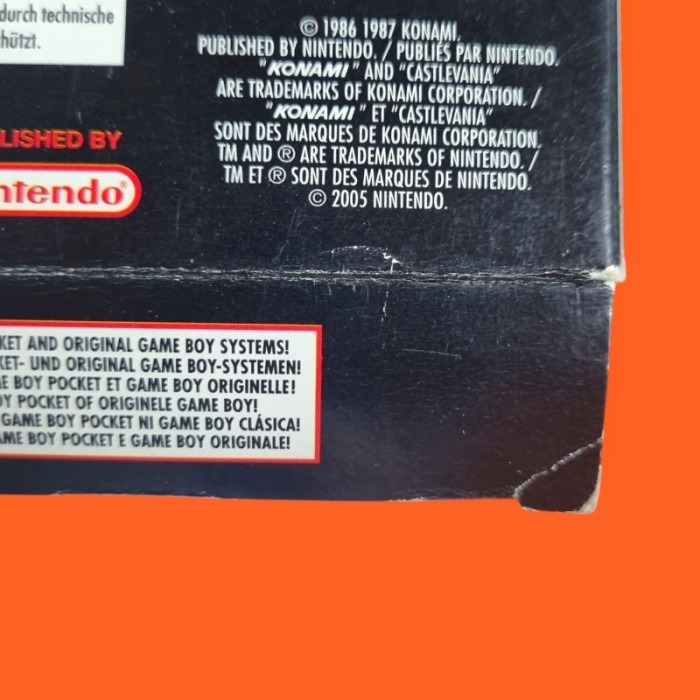 durch technische
hützt.
© 1986 1987 KONAMI.
PUBLISHED BY NINTENDO. / PUBLIÉS PAR NINTENDO.
"KONAMI" AND "CASTLEVANIA"
ARE TRADEMARKS OF KONAMI CORPORATION. /
"KONAMI" ET "CASTLEVANIA"
SONT DES MARQUES DE KONAMI CORPORATION.
TM AND ® ARE TRADEMARKS OF NINTENDO. /
TM ET ® SONT DES MARQUES DE NINTENDO.
© 2005 NINTENDO.
LISHED BY
ntendo®
KET AND ORIGINAL GAME BOY SYSTEMS!
KET- UND ORIGINAL GAME BOY-SYSTEMEN!
E BOY POCKET ET GAME BOY ORIGINELLE!
OY POCKET OF ORIGINELE GAME BOY!
GAME BOY POCKET NI GAME BOY CLÁSICA!
AME BOY POCKET E GAME BOY ORIGINALE!